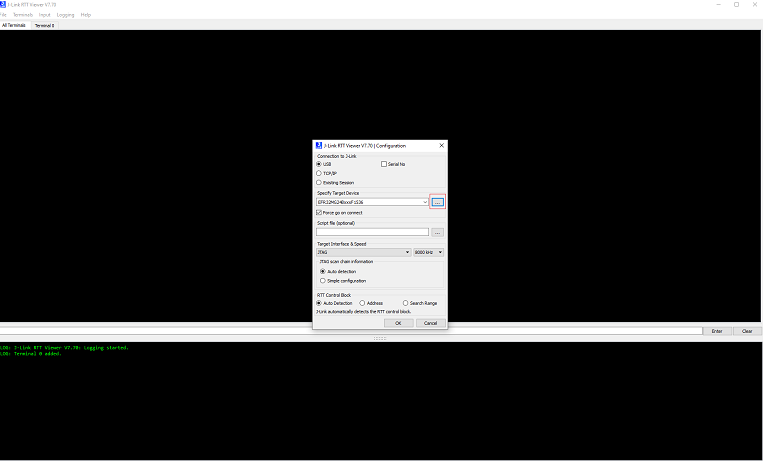 J-Link RTT Viewer V7.70
File Terminals Input Logging Help
All Terminals Terminal 0
J-Link RTT Viewer V7.70 | Configuration
Connection to J-Link
USB Serial No
TCP/IP
Existing Session
Specify Target Device
EFR32MG24BxxxF1536 ...
Force go on connect
Script file (optional)
...
Target Interface & Speed
JTAG 8000 kHz
JTAG scan chain information
Auto detection
Simple configuration
RTT Control Block
Auto Detection Address Search Range
J-Link automatically detects the RTT control block.
OK Cancel
Enter Clear
LOG: J-Link RTT Viewer V7.70: Logging started.
LOG: Terminal 0 added.